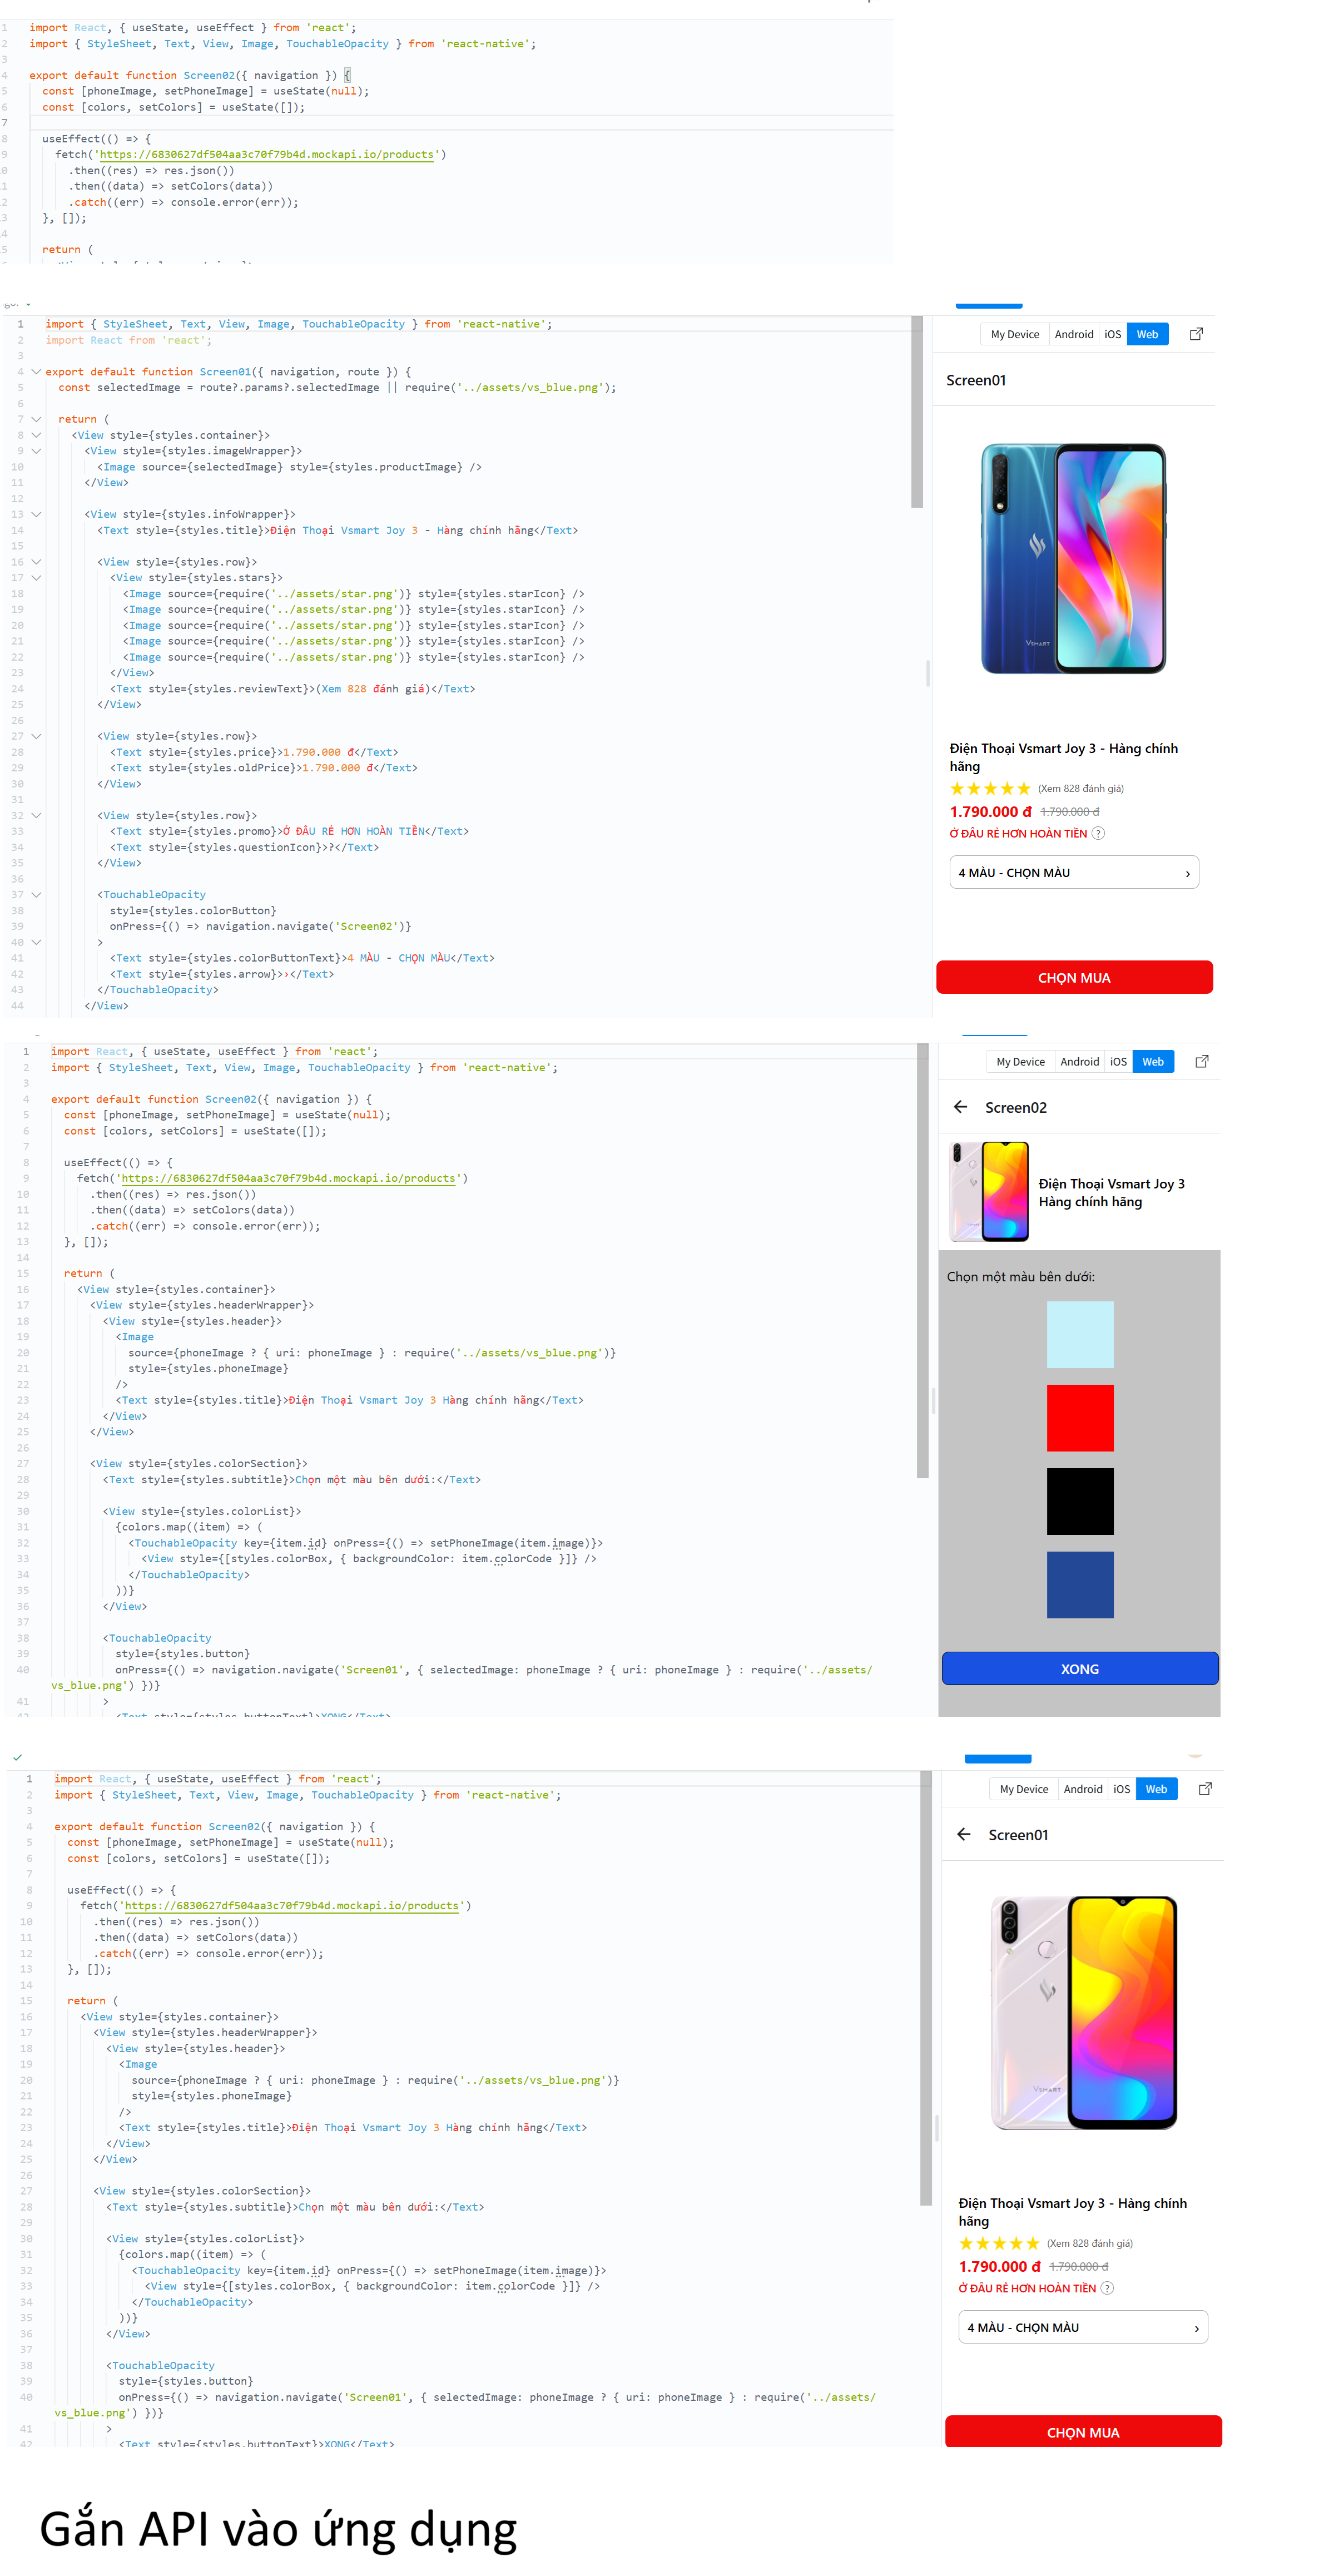 1 import React, { useState, useEffect } from 'react';
2 import { StyleSheet, Text, View, Image, TouchableOpacity } from 'react-native';
3
4 export default function Screen02({ navigation }) {
5 const [phoneImage, setPhoneImage] = useState(null);
6 const [colors, setColors] = useState([]);
7
8 useEffect(() => {
9 fetch('https://6830627df504aa3c70f79b4d.mockapi.io/products')
.then((res) => res.json())
.then((data) => setColors(data))
.catch((err) => console.error(err));
}, []);
return (
1 import { StyleSheet, Text, View, Image, TouchableOpacity } from 'react-native';
2 import React from 'react';
3
4 export default function Screen01({ navigation, route }) {
5 const selectedImage = route?.params?.selectedImage || require('../assets/vs_blue.png');
6
7 return (
8 <View style={styles.container}>
9 <View style={styles.imageWrapper}>
10 <Image source={selectedImage} style={styles.productImage} />
11 </View>
12
13 <View style={styles.infoWrapper}>
14 <Text style={styles.title}>Điện Thoại Vsmart Joy 3 - Hàng chính hãng</Text>
15
16 <View style={styles.row}>
17 <View style={styles.stars}>
18 <Image source={require('../assets/star.png')} style={styles.starIcon} />
19 <Image source={require('../assets/star.png')} style={styles.starIcon} />
20 <Image source={require('../assets/star.png')} style={styles.starIcon} />
21 <Image source={require('../assets/star.png')} style={styles.starIcon} />
22 <Image source={require('../assets/star.png')} style={styles.starIcon} />
23 </View>
24 <Text style={styles.reviewText}>(Xem 828 đánh giá)</Text>
25 </View>
26
27 <View style={styles.row}>
28 <Text style={styles.price}>1.790.000 đ</Text>
29 <Text style={styles.oldPrice}>1.790.000 đ</Text>
30 </View>
31
32 <View style={styles.row}>
33 <Text style={styles.promo}>Ở ĐÂU RẺ HƠN HOÀN TIỀN</Text>
34 <Text style={styles.questionIcon}>?</Text>
35 </View>
36
37 <TouchableOpacity
38 style={styles.colorButton}
39 onPress={() => navigation.navigate('Screen02')}
40 >
41 <Text style={styles.colorButtonText}>4 MÀU - CHỌN MÀU</Text>
42 <Text style={styles.arrow}>›</Text>
43 </TouchableOpacity>
44 </View>
My Device Android iOS Web
Screen01
VSMART
Điện Thoại Vsmart Joy 3 - Hàng chính
hãng
(Xem 828 đánh giá)
1.790.000 đ 1.790.000 đ
Ở ĐÂU RẺ HƠN HOÀN TIỀN ?
4 MÀU - CHỌN MÀU ›
CHỌN MUA
1 import React, { useState, useEffect } from 'react';
2 import { StyleSheet, Text, View, Image, TouchableOpacity } from 'react-native';
3
4 export default function Screen02({ navigation }) {
5 const [phoneImage, setPhoneImage] = useState(null);
6 const [colors, setColors] = useState([]);
7
8 useEffect(() => {
9 fetch('https://6830627df504aa3c70f79b4d.mockapi.io/products')
10 .then((res) => res.json())
11 .then((data) => setColors(data))
12 .catch((err) => console.error(err));
13 }, []);
14
15 return (
16 <View style={styles.container}>
17 <View style={styles.headerWrapper}>
18 <View style={styles.header}>
19 <Image
20 source={phoneImage ? { uri: phoneImage } : require('../assets/vs_blue.png')}
21 style={styles.phoneImage}
22 />
23 <Text style={styles.title}>Điện Thoại Vsmart Joy 3 Hàng chính hãng</Text>
24 </View>
25 </View>
26
27 <View style={styles.colorSection}>
28 <Text style={styles.subtitle}>Chọn một màu bên dưới:</Text>
29
30 <View style={styles.colorList}>
31 {colors.map((item) => (
32 <TouchableOpacity key={item.id} onPress={() => setPhoneImage(item.image)}>
33 <View style={[styles.colorBox, { backgroundColor: item.colorCode }]} />
34 </TouchableOpacity>
35 ))}
36 </View>
37
38 <TouchableOpacity
39 style={styles.button}
40 onPress={() => navigation.navigate('Screen01', { selectedImage: phoneImage ? { uri: phoneImage } : require('../assets/
vs_blue.png') })}
41 >
<Text style={styles.buttonText}>XONG</Text>
My Device Android iOS Web
Screen02
Điện Thoại Vsmart Joy 3
Hàng chính hãng
Chọn một màu bên dưới:
XONG
1 import React, { useState, useEffect } from 'react';
2 import { StyleSheet, Text, View, Image, TouchableOpacity } from 'react-native';
3
4 export default function Screen02({ navigation }) {
5 const [phoneImage, setPhoneImage] = useState(null);
6 const [colors, setColors] = useState([]);
7
8 useEffect(() => {
9 fetch('https://6830627df504aa3c70f79b4d.mockapi.io/products')
10 .then((res) => res.json())
11 .then((data) => setColors(data))
12 .catch((err) => console.error(err));
13 }, []);
14
15 return (
16 <View style={styles.container}>
17 <View style={styles.headerWrapper}>
18 <View style={styles.header}>
19 <Image
20 source={phoneImage ? { uri: phoneImage } : require('../assets/vs_blue.png')}
21 style={styles.phoneImage}
22 />
23 <Text style={styles.title}>Điện Thoại Vsmart Joy 3 Hàng chính hãng</Text>
24 </View>
25 </View>
26
27 <View style={styles.colorSection}>
28 <Text style={styles.subtitle}>Chọn một màu bên dưới:</Text>
29
30 <View style={styles.colorList}>
31 {colors.map((item) => (
32 <TouchableOpacity key={item.id} onPress={() => setPhoneImage(item.image)}>
33 <View style={[styles.colorBox, { backgroundColor: item.colorCode }]} />
34 </TouchableOpacity>
35 ))}
36 </View>
37
38 <TouchableOpacity
39 style={styles.button}
40 onPress={() => navigation.navigate('Screen01', { selectedImage: phoneImage ? { uri: phoneImage } : require('../assets/
vs_blue.png') })}
41 >
42 <Text style={styles.buttonText}>XONG</Text>
My Device Android iOS Web
Screen01
VSMART
Điện Thoại Vsmart Joy 3 - Hàng chính
hãng
(Xem 828 đánh giá)
1.790.000 đ 1.790.000 đ
Ở ĐÂU RẺ HƠN HOÀN TIỀN ?
4 MÀU - CHỌN MÀU ›
CHỌN MUA
Gắn API vào ứng dụng